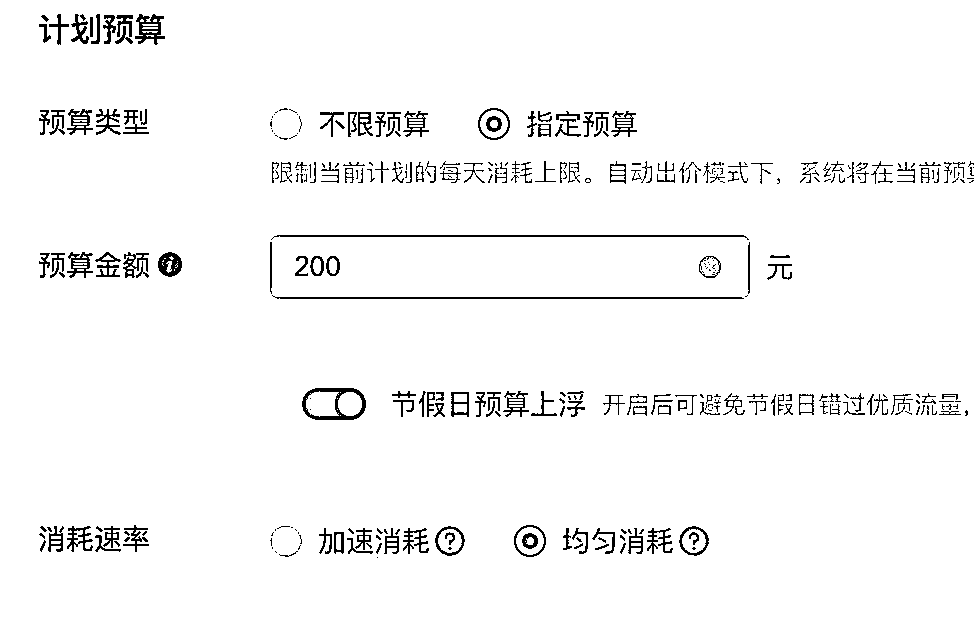 计划预算
预算类型 不限预算 指定预算
限制当前计划的每天消耗上限。自动出价模式下，系统将在当前预算
预算金额 200 元
节假日预算上浮 开启后可避免节假日错过优质流量，
消耗速率 加速消耗 均匀消耗